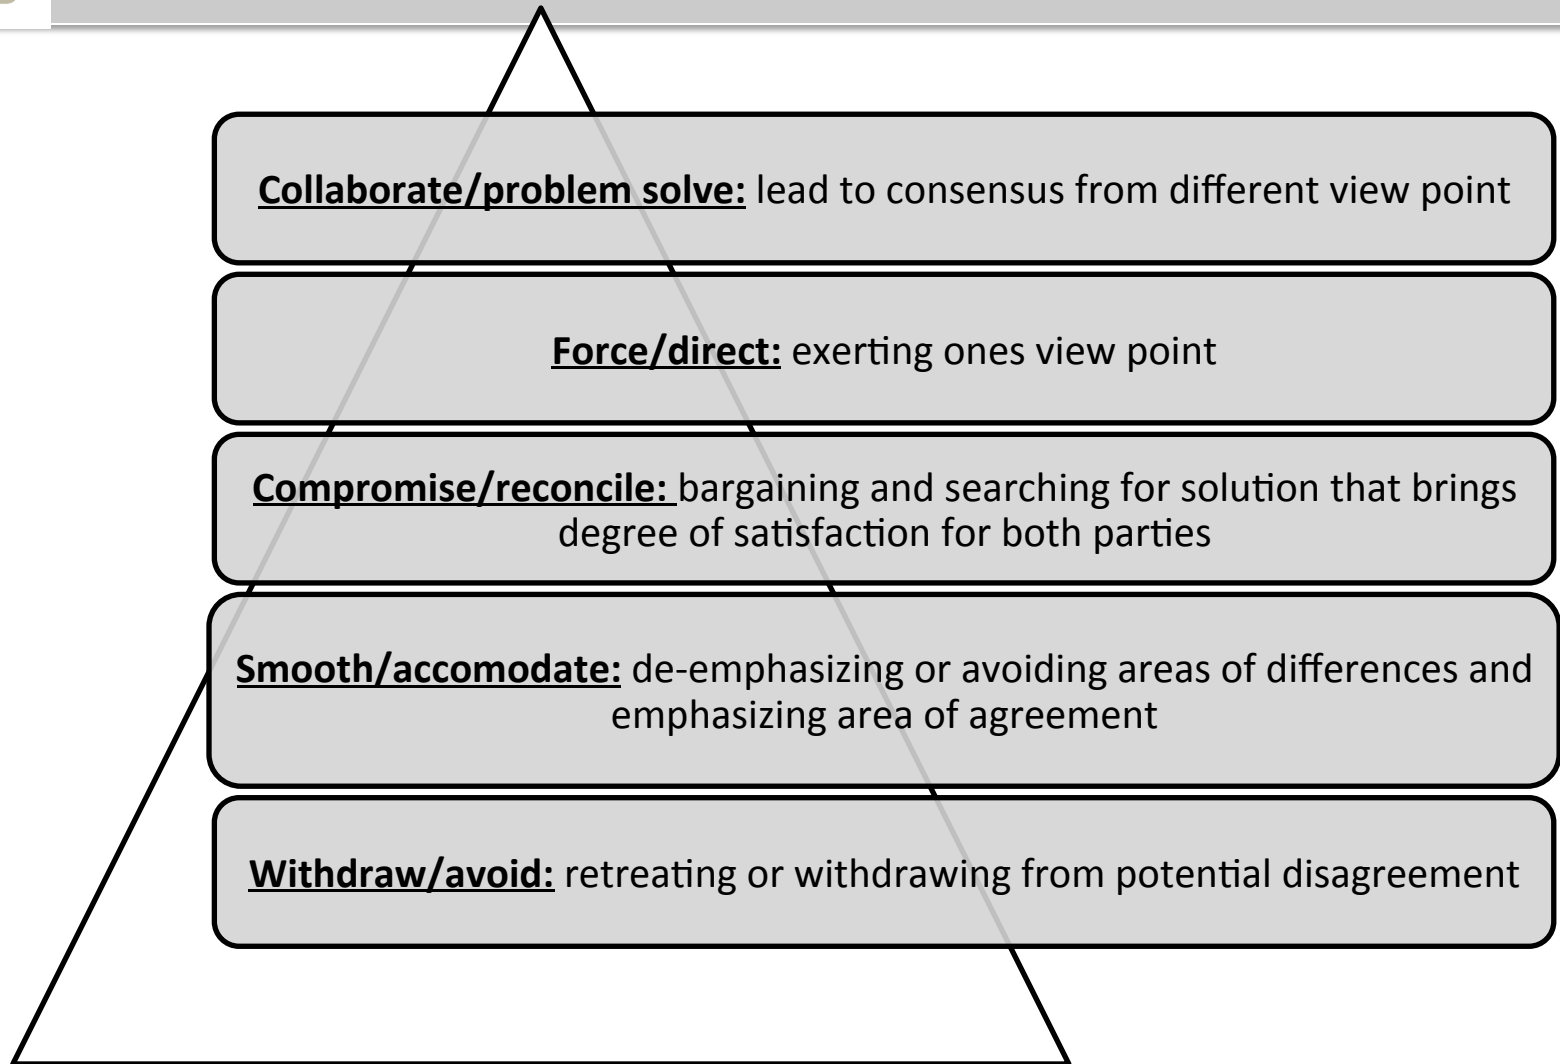 Collaborate/problem solve: lead to consensus from different view point
Force/direct: exerting ones view point
Compromise/reconcile: bargaining and searching for solution that brings
degree of satisfaction for both parties
Smooth/accomodate: de-emphasizing or avoiding areas of differences and
emphasizing area of agreement
Withdraw/avoid: retreating or withdrawing from potential disagreement